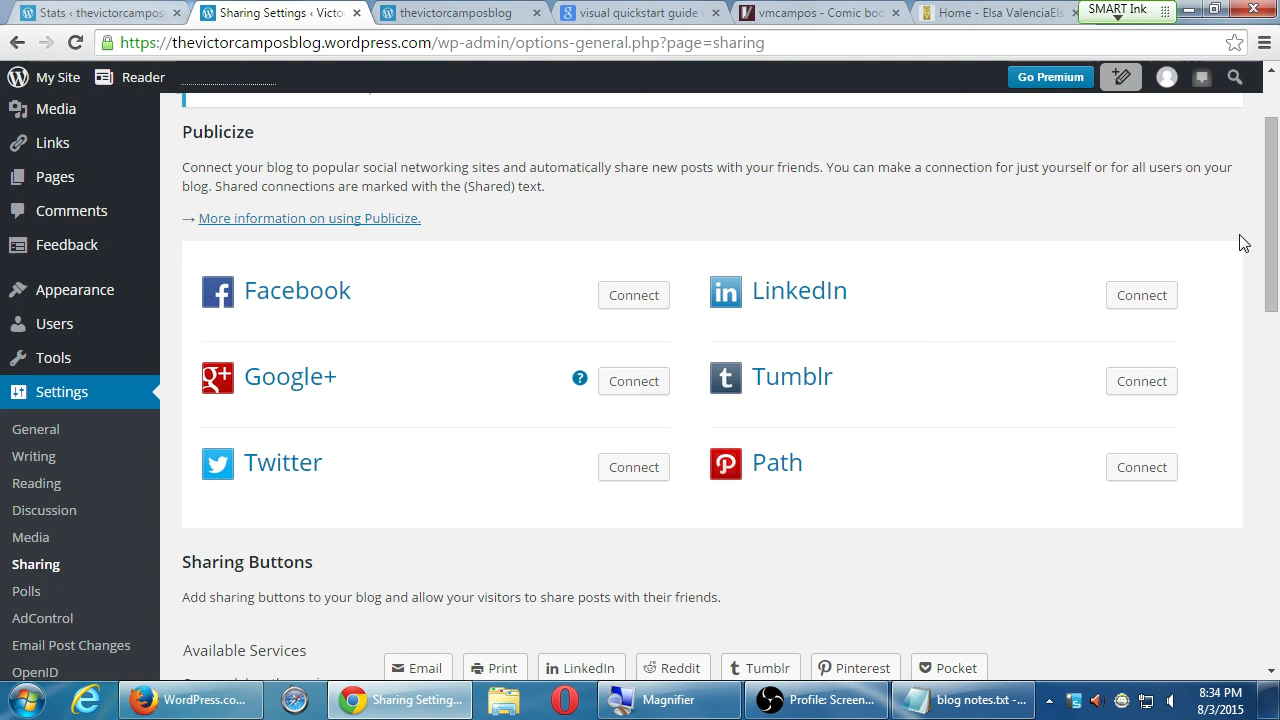 Stats ‹ thevictorcampos
Sharing Settings ‹ Victo
thevictorcamposblog
visual quickstart guide
vmcampos - Comic boo
Home - Elsa ValenciaEls
SMART Ink
https://thevictorcamposblog.wordpress.com/wp-admin/options-general.php?page=sharing
My Site
Reader
Go Premium
Media
Links
Pages
Comments
Feedback
Appearance
Users
Tools
Settings
General
Writing
Reading
Discussion
Media
Sharing
Polls
AdControl
Email Post Changes
OpenID
Publicize
Connect your blog to popular social networking sites and automatically share new posts with your friends. You can make a connection for just yourself or for all users on your
blog. Shared connections are marked with the (Shared) text.
→ More information on using Publicize.
Facebook Connect
LinkedIn Connect
Google+ ? Connect
Tumblr Connect
Twitter Connect
Path Connect
Sharing Buttons
Add sharing buttons to your blog and allow your visitors to share posts with their friends.
Available Services
Email
Print
LinkedIn
Reddit
Tumblr
Pinterest
Pocket
WordPress.co...
Sharing Setting...
Magnifier
Profile: Screen...
blog notes.txt -...
8:34 PM
8/3/2015